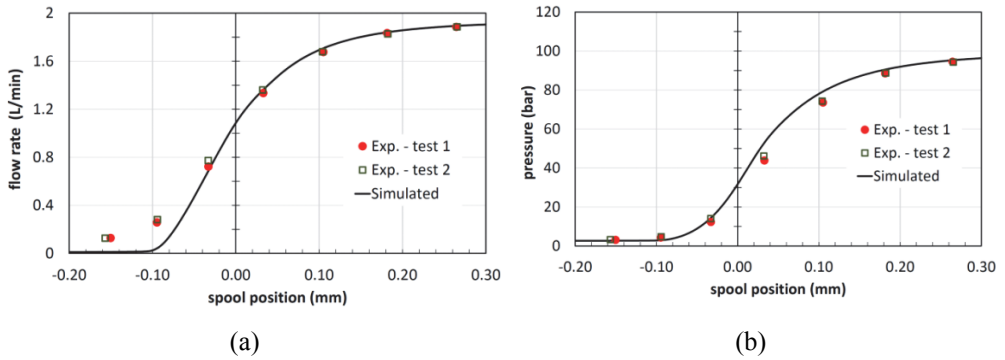 2
1.6
1.2
0.8
0.4
0
flow rate (L/min)
Exp. - test 1
Exp. - test 2
Simulated
-0.20 -0.10 0.00 0.10 0.20 0.30
spool position (mm)
(a)
120
100
80
60
40
20
0
pressure (bar)
Exp. - test 1
Exp. - test 2
Simulated
-0.20 -0.10 0.00 0.10 0.20 0.30
spool position (mm)
(b)